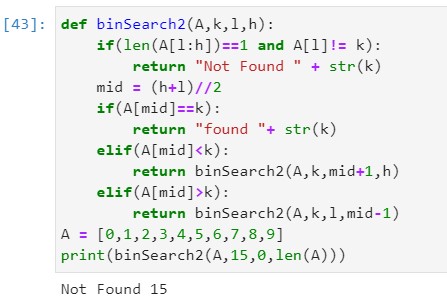 [43]: def binSearch2(A,k,l,h):
    if(len(A[l:h])==1 and A[l]!= k):
        return "Not Found " + str(k)
    mid = (h+l)//2
    if(A[mid]==k):
        return "found "+ str(k)
    elif(A[mid]<k):
        return binSearch2(A,k,mid+1,h)
    elif(A[mid]>k):
        return binSearch2(A,k,l,mid-1)
A = [0,1,2,3,4,5,6,7,8,9]
print(binSearch2(A,15,0,len(A)))
Not Found 15